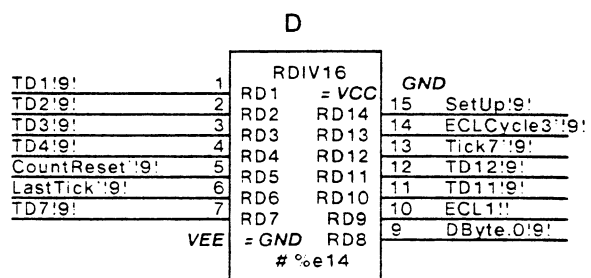 D
RDIV16
TD1!9! 1 RD1 = VCC GND
TD2!9! 2 RD2 RD14 15 SetUp!9!
TD3!9! 3 RD3 RD13 14 ECLCycle3`!9!
TD4!9! 4 RD4 RD12 13 Tick7`!9!
CountReset`!9! 5 RD5 RD11 12 TD12!9!
LastTick`!9! 6 RD6 RD10 11 TD11!9!
TD7!9! 7 RD7 RD9 10 ECL1!!
VEE = GND RD8 9 DByte.0!9!
# %e14